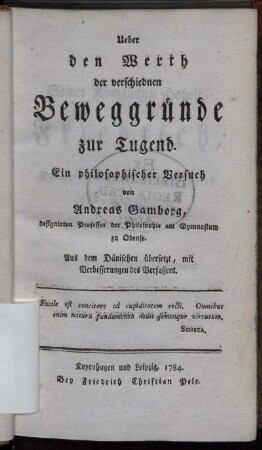 Ueber
den Werth
der verschiednen
Beweggründe
zur Tugend.
Ein philosophischer Versuch
von
Andreas Gamborg,
designirten Professor der Philosophie am Gymnasium
zu Odense.
Aus dem Dänischen übersetzt, mit
Verbesserungen des Verfassers.
Facile est concitare ad cupiditatem recti. Omnibus
enim natura fundamenta dedit semenque virtutum.
SENECA.
Kopenhagen und Leipzig, 1784.
Bey Friedrich Christian Pelt.